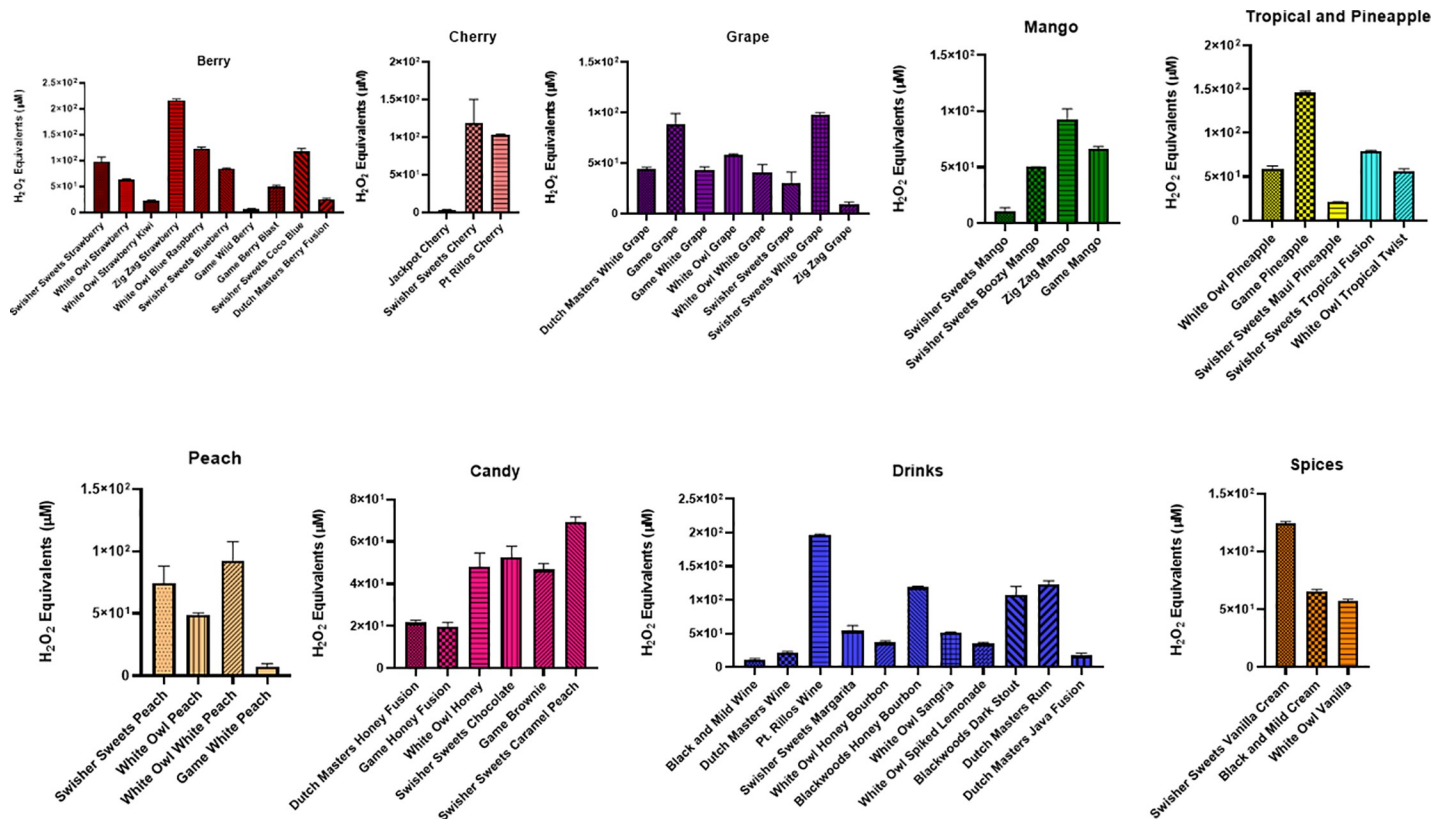 Berry
H₂O₂ Equivalents (µM)
2.5×10²
2×10²
1.5×10²
1×10²
5×10¹
0
Swisher Sweets Strawberry
White Owl Strawberry
White Owl Strawberry Kiwi
Zig Zag Strawberry
White Owl Blue Raspberry
Swisher Sweets Blueberry
Game Wild Berry
Game Berry Blast
Swisher Sweets Coco Blue
Dutch Masters Berry Fusion
Cherry
H₂O₂ Equivalents (µM)
2×10²
1×10²
1×10²
5×10¹
0
Jackpot Cherry
Swisher Sweets Cherry
Pt Rillos Cherry
Grape
H₂O₂ Equivalents (µM)
1.5×10²
1×10²
5×10¹
0
Dutch Masters White Grape
Game Grape
Game White Grape
White Owl Grape
White Owl White Grape
Swisher Sweets Grape
Swisher Sweets White Grape
Zig Zag Grape
Mango
H₂O₂ Equivalents (µM)
1.5×10²
1×10²
5×10¹
0
Swisher Sweets Mango
Swisher Sweets Boozy Mango
Zig Zag Mango
Game Mango
Tropical and Pineapple
H₂O₂ Equivalents (µM)
2×10²
1.5×10²
1×10²
5×10¹
0
White Owl Pineapple
Game Pineapple
Swisher Sweets Maui Pineapple
Swisher Sweets Tropical Fusion
White Owl Tropical Twist
Peach
H₂O₂ Equivalents (µM)
1.5×10²
1×10²
5×10¹
0
Swisher Sweets Peach
White Owl Peach
White Owl White Peach
Game White Peach
Candy
H₂O₂ Equivalents (µM)
8×10¹
6×10¹
4×10¹
2×10¹
0
Dutch Masters Honey Fusion
Game Honey Fusion
White Owl Honey
Swisher Sweets Chocolate
Game Brownie
Swisher Sweets Caramel Peach
Drinks
H₂O₂ Equivalents (µM)
2.5×10²
2×10²
1.5×10²
1×10²
5×10¹
0
Black and Mild Wine
Dutch Masters Wine
Pt. Rillos Wine
Swisher Sweets Margarita
White Owl Honey Bourbon
Blackwoods Honey Bourbon
White Owl Sangria
White Owl Spiked Lemonade
Blackwoods Dark Stout
Dutch Masters Rum
Dutch Masters Java Fusion
Spices
H₂O₂ Equivalents (µM)
1.5×10²
1×10²
5×10¹
0
Swisher Sweets Vanilla Cream
Black and Mild Cream
White Owl Vanilla